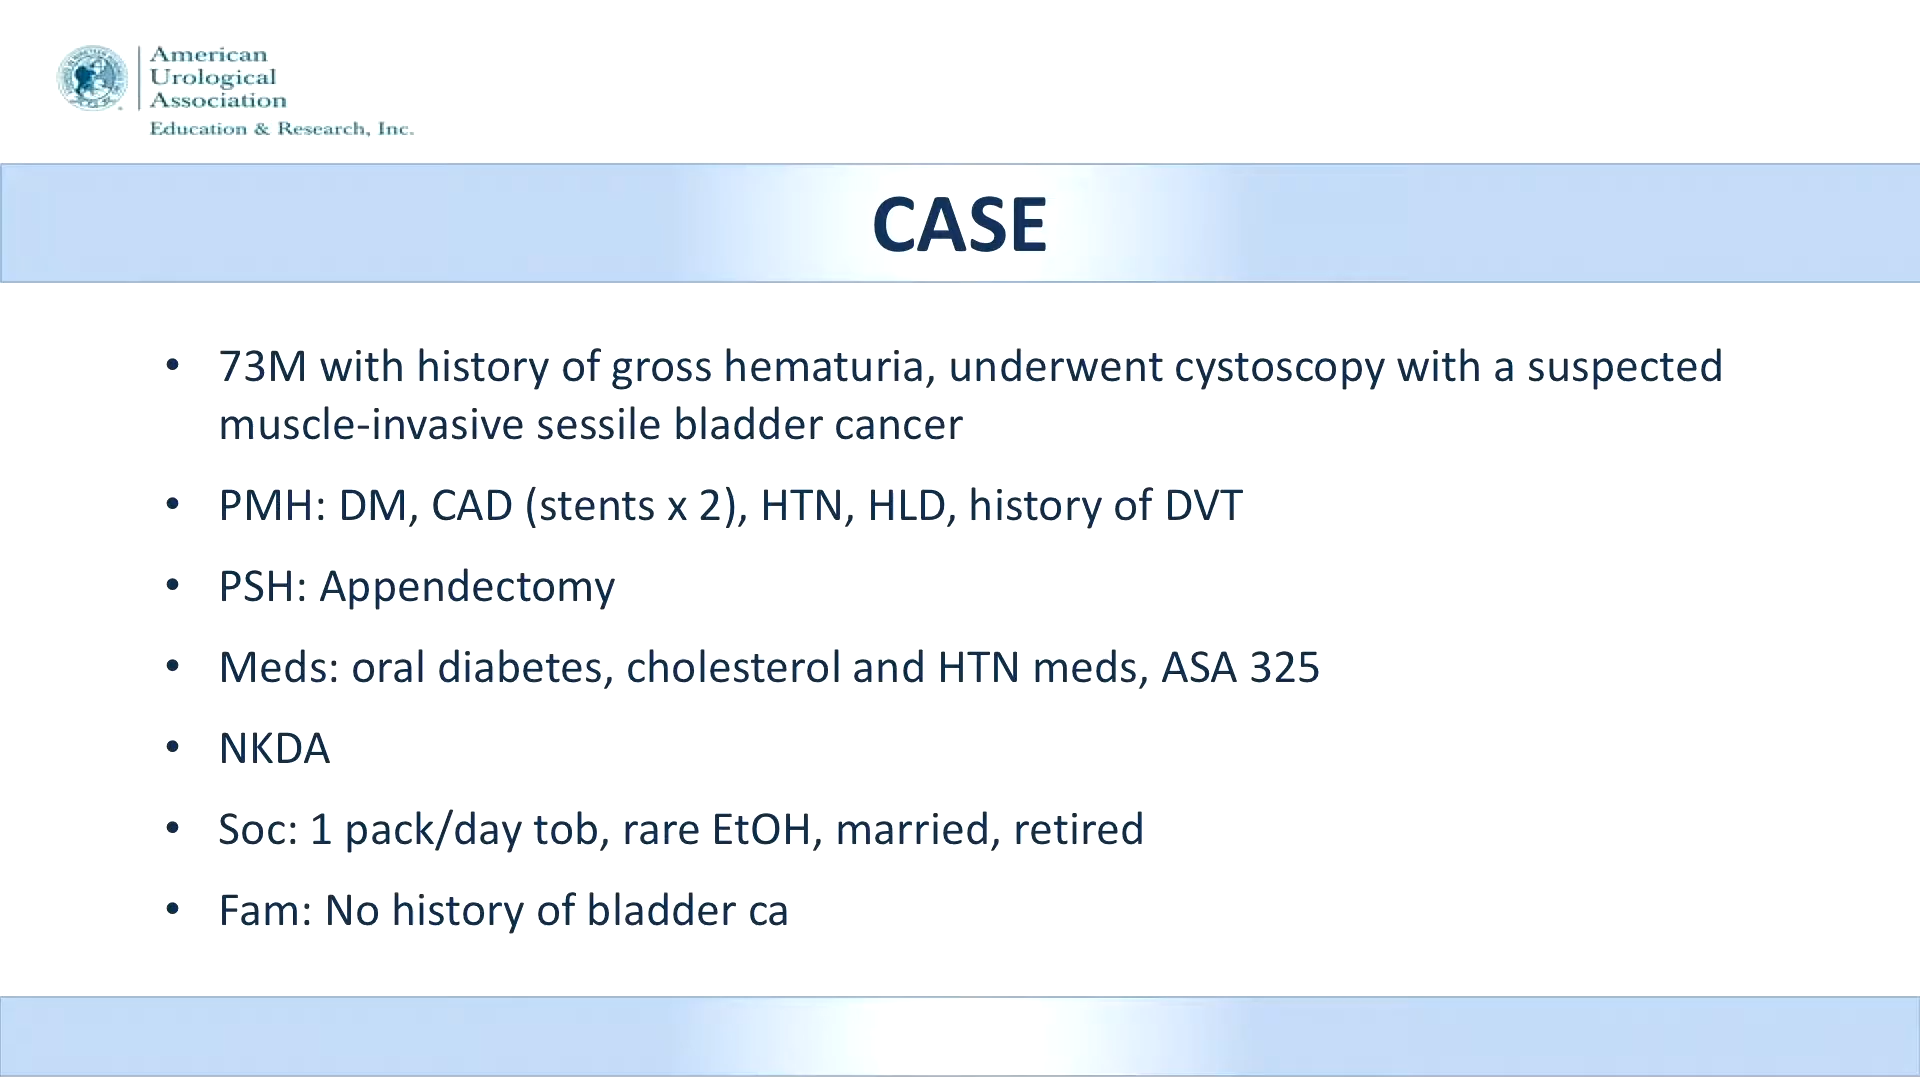 American
Urological
Association
Education & Research, Inc.
CASE
• 73M with history of gross hematuria, underwent cystoscopy with a suspected
muscle-invasive sessile bladder cancer
• PMH: DM, CAD (stents x 2), HTN, HLD, history of DVT
• PSH: Appendectomy
• Meds: oral diabetes, cholesterol and HTN meds, ASA 325
• NKDA
• Soc: 1 pack/day tob, rare EtOH, married, retired
• Fam: No history of bladder ca